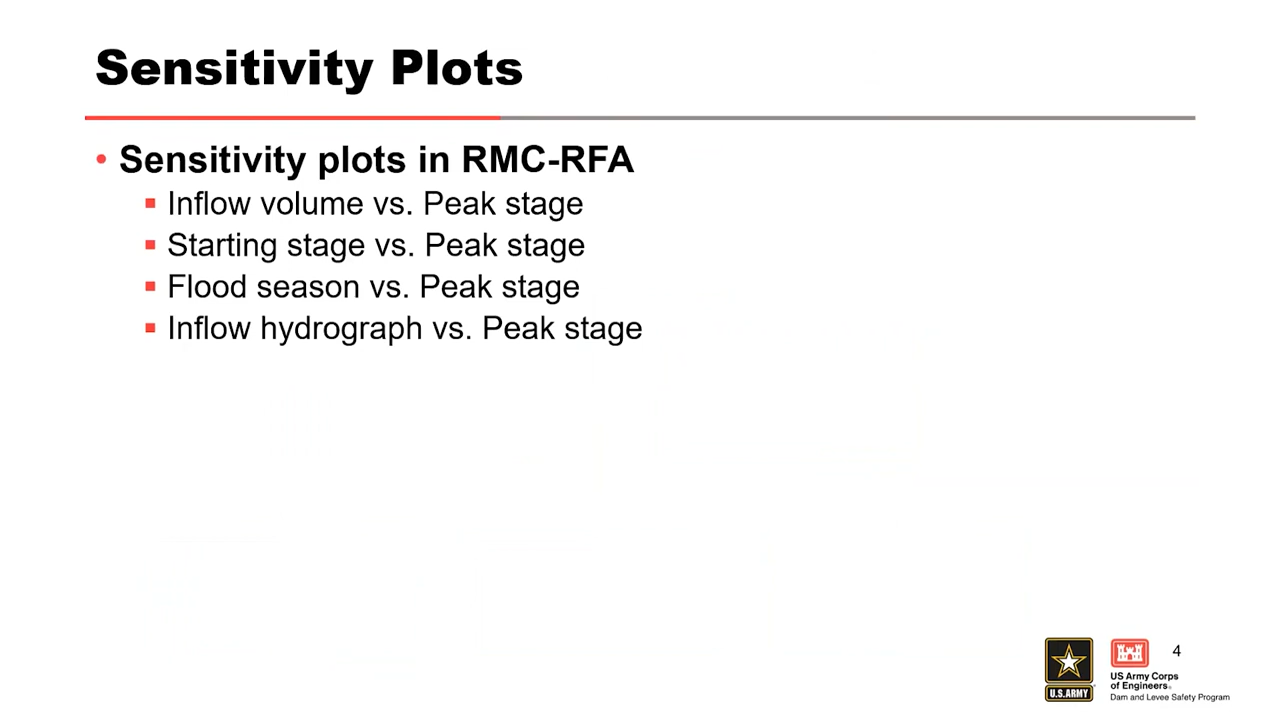 Sensitivity Plots
• Sensitivity plots in RMC-RFA
▪ Inflow volume vs. Peak stage
▪ Starting stage vs. Peak stage
▪ Flood season vs. Peak stage
▪ Inflow hydrograph vs. Peak stage
U.S.ARMY
US Army Corps
of Engineers®
Dam and Levee Safety Program
4